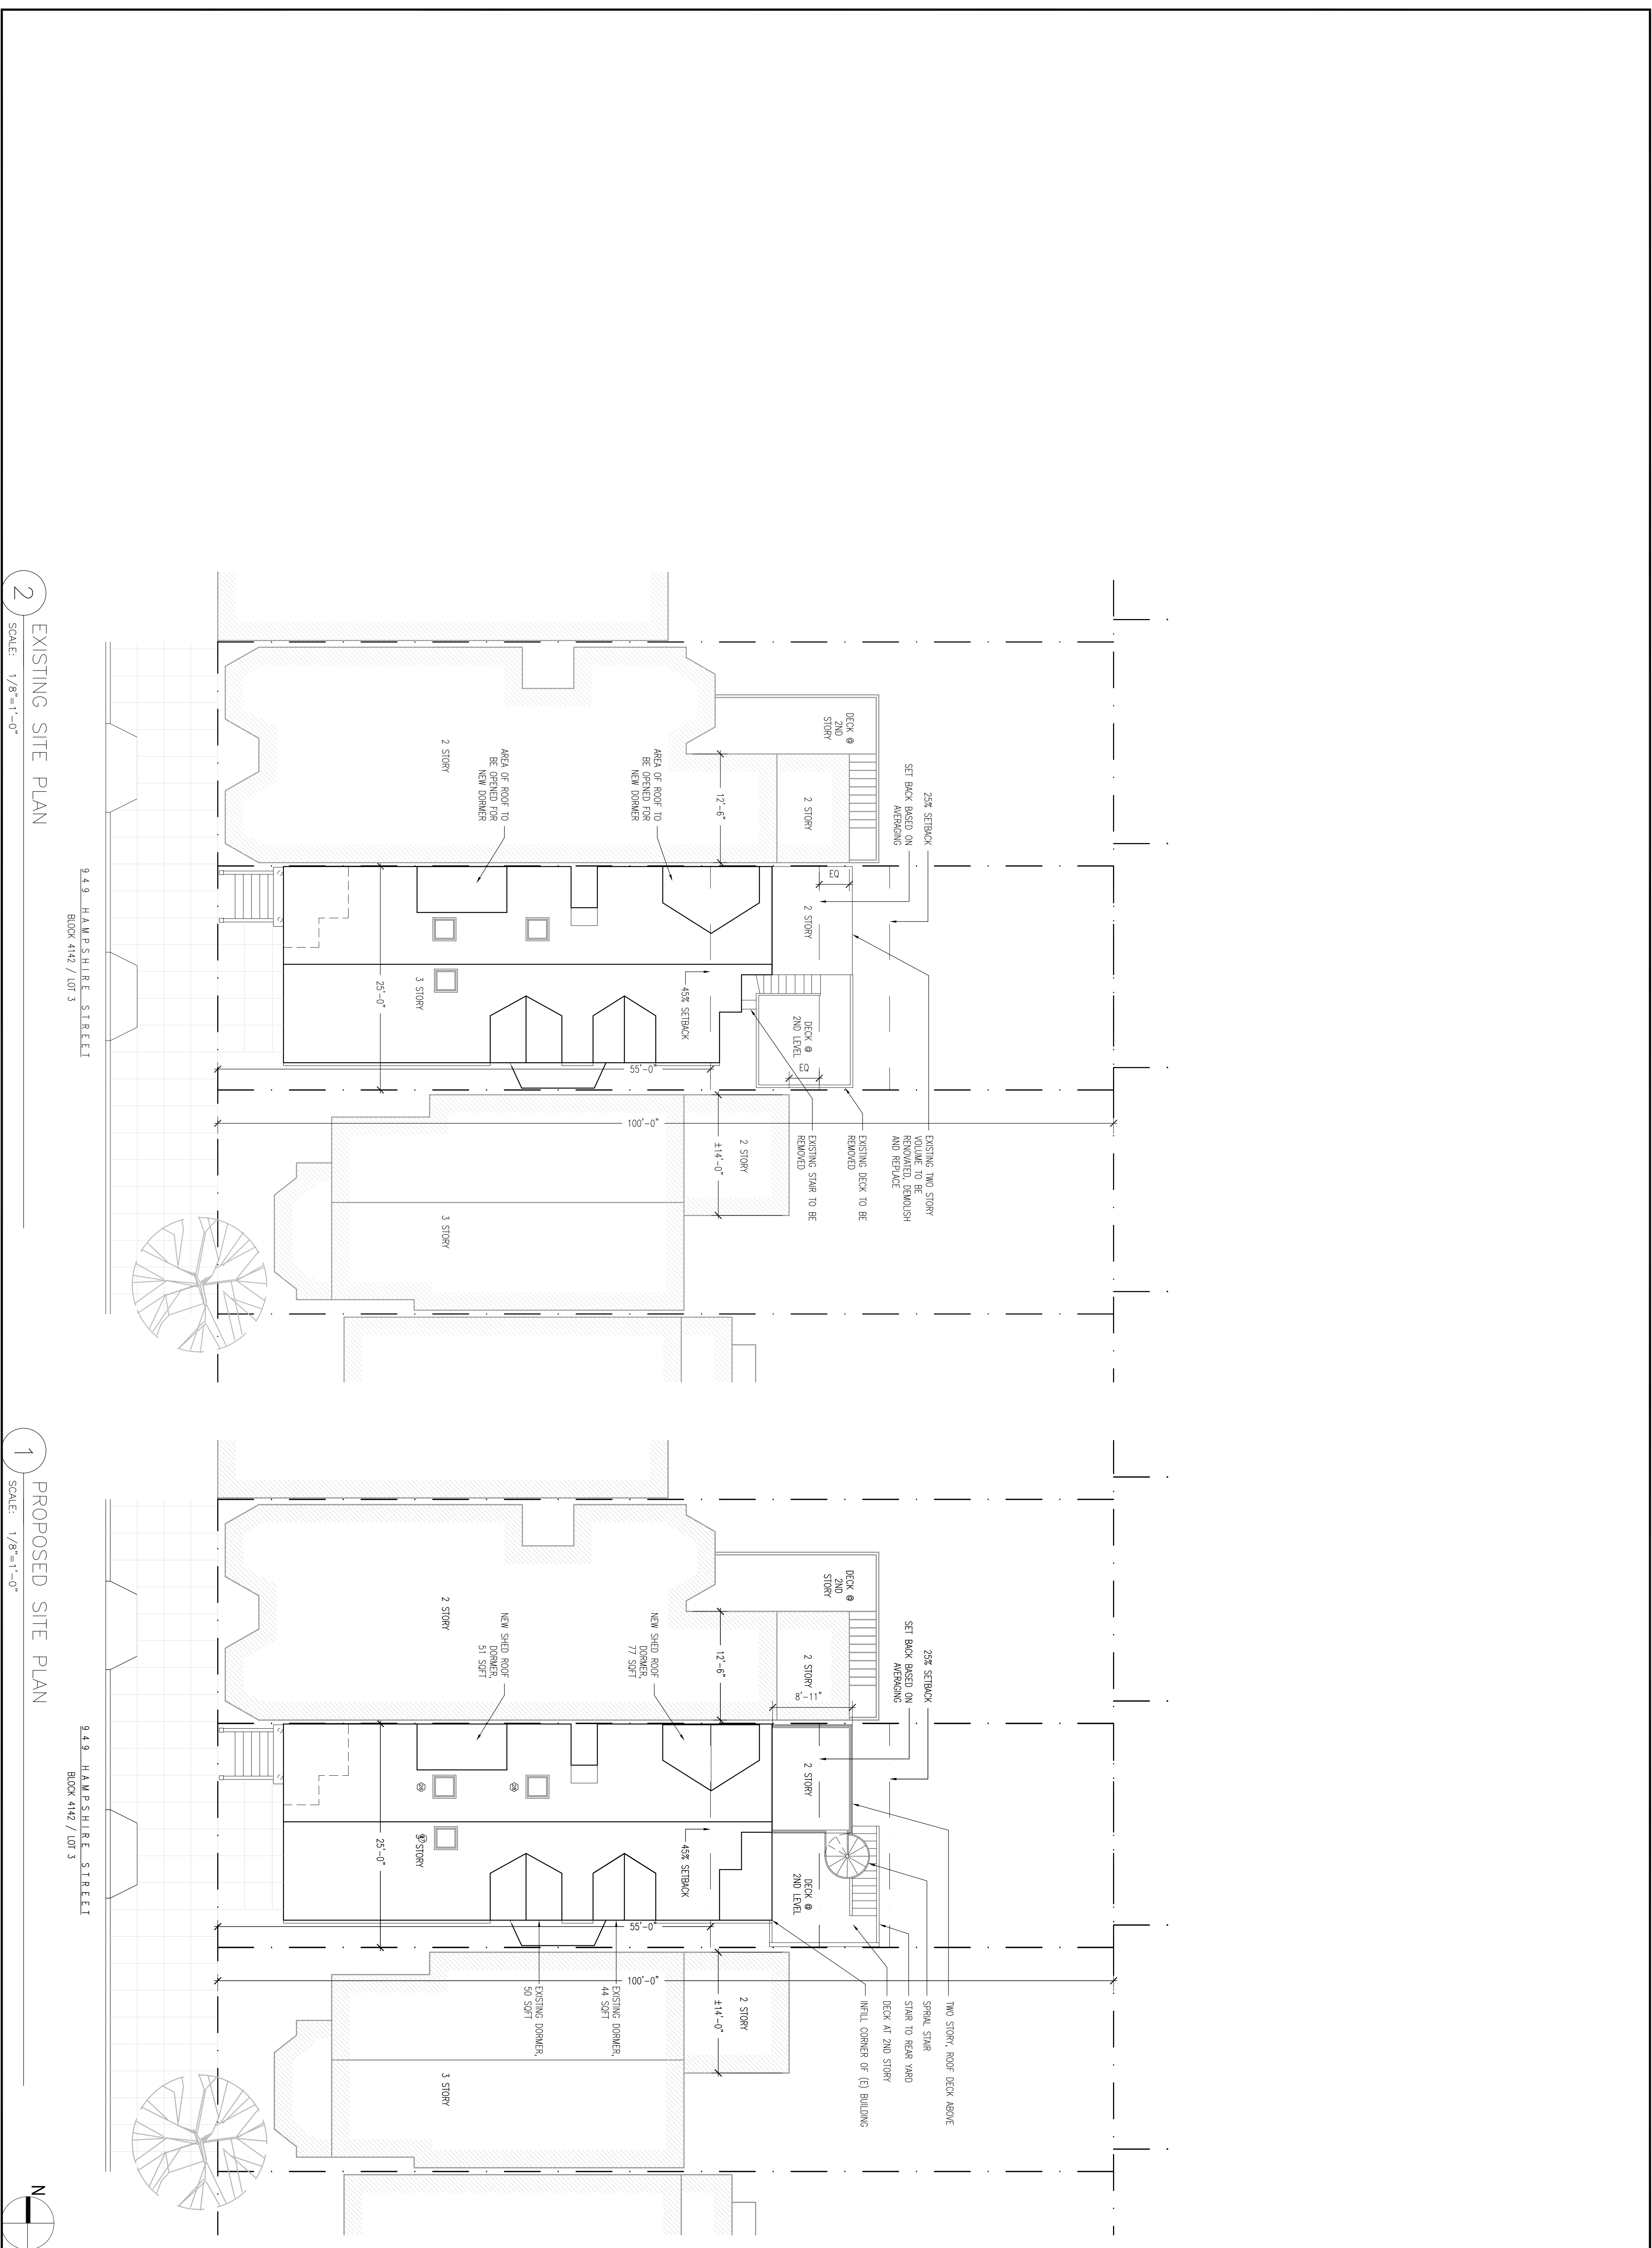 25% SETBACK
SET BACK BASED ON
AVERAGING
DECK @
2ND
STORY
2 STORY
12'-6"
AREA OF ROOF TO
BE OPENED FOR
NEW DORMER
AREA OF ROOF TO
BE OPENED FOR
NEW DORMER
2 STORY
EQ
2 STORY
45% SETBACK
3 STORY
25'-0"
DECK @
2ND LEVEL
EQ
55'-0"
100'-0"
EXISTING TWO STORY
VOLUME TO BE
RENOVATED, DEMOLISH
AND REPLACE
EXISTING DECK TO BE
REMOVED
EXISTING STAIR TO BE
REMOVED
2 STORY
±14'-0"
3 STORY
949 HAMPSHIRE STREET
BLOCK 4142 / LOT 3
2
EXISTING SITE PLAN
SCALE: 1/8"=1'-0"
25% SETBACK
SET BACK BASED ON
AVERAGING
DECK @
2ND
STORY
2 STORY
8'-11"
12'-6"
NEW SHED ROOF
DORMER,
77 SQFT
NEW SHED ROOF
DORMER,
51 SQFT
2 STORY
2 STORY
45% SETBACK
3 STORY
25'-0"
DECK @
2ND LEVEL
55'-0"
100'-0"
TWO STORY, ROOF DECK ABOVE
SPRIAL STAIR
STAIR TO REAR YARD
DECK AT 2ND STORY
INFILL CORNER OF (E) BUILDING
EXISTING DORMER,
44 SQFT
EXISTING DORMER,
50 SQFT
2 STORY
±14'-0"
3 STORY
949 HAMPSHIRE STREET
BLOCK 4142 / LOT 3
1
PROPOSED SITE PLAN
SCALE: 1/8"=1'-0"
N